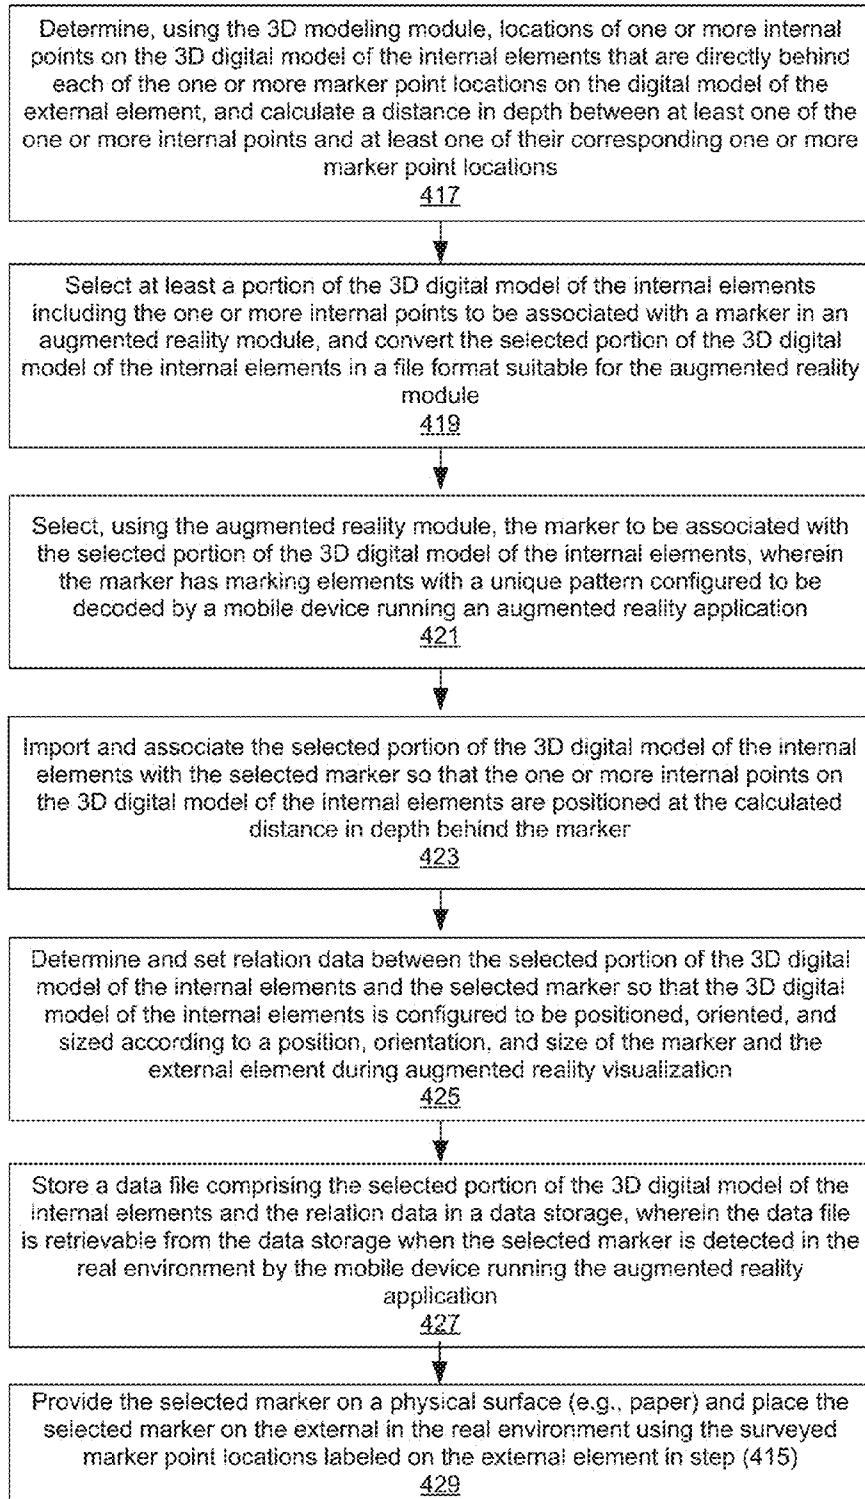 Determine, using the 3D modeling module, locations of one or more internal
points on the 3D digital model of the internal elements that are directly behind
each of the one or more marker point locations on the digital model of the
external element, and calculate a distance in depth between at least one of the
one or more internal points and at least one of their corresponding one or more
marker point locations
417
Select at least a portion of the 3D digital model of the internal elements
including the one or more internal points to be associated with a marker in an
augmented reality module, and convert the selected portion of the 3D digital
model of the internal elements in a file format suitable for the augmented reality
module
419
Select, using the augmented reality module, the marker to be associated with
the selected portion of the 3D digital model of the internal elements, wherein
the marker has marking elements with a unique pattern configured to be
decoded by a mobile device running an augmented reality application
421
Import and associate the selected portion of the 3D digital model of the internal
elements with the selected marker so that the one or more internal points on
the 3D digital model of the internal elements are positioned at the calculated
distance in depth behind the marker
423
Determine and set relation data between the selected portion of the 3D digital
model of the internal elements and the selected marker so that the 3D digital
model of the internal elements is configured to be positioned, oriented, and
sized according to a position, orientation, and size of the marker and the
external element during augmented reality visualization
425
Store a data file comprising the selected portion of the 3D digital model of the
internal elements and the relation data in a data storage, wherein the data file
is retrievable from the data storage when the selected marker is detected in the
real environment by the mobile device running the augmented reality
application
427
Provide the selected marker on a physical surface (e.g., paper) and place the
selected marker on the external in the real environment using the surveyed
marker point locations labeled on the external element in step (415)
429